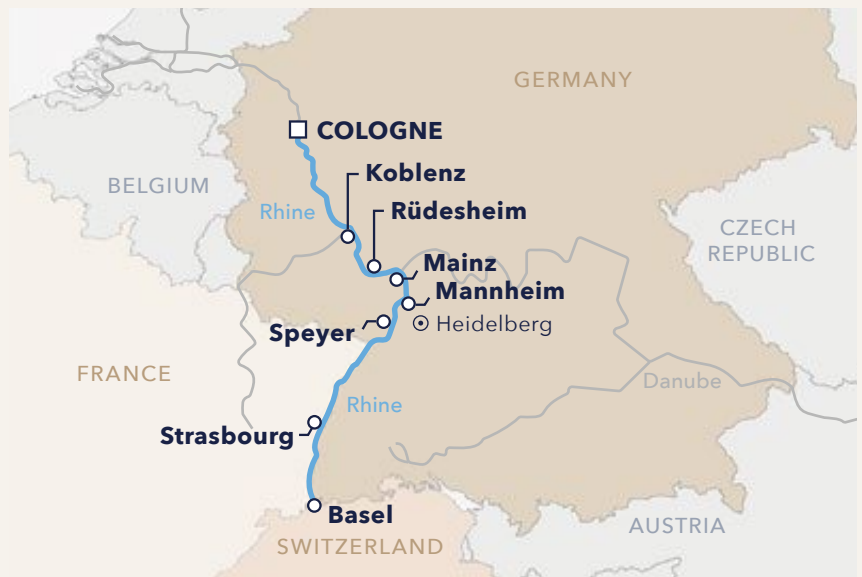 GERMANY
COLOGNE
Koblenz
BELGIUM
Rhine
Rüdesheim
CZECH
REPUBLIC
Mainz
Mannheim
Speyer
Heidelberg
FRANCE
Danube
Rhine
Strasbourg
Basel
AUSTRIA
SWITZERLAND